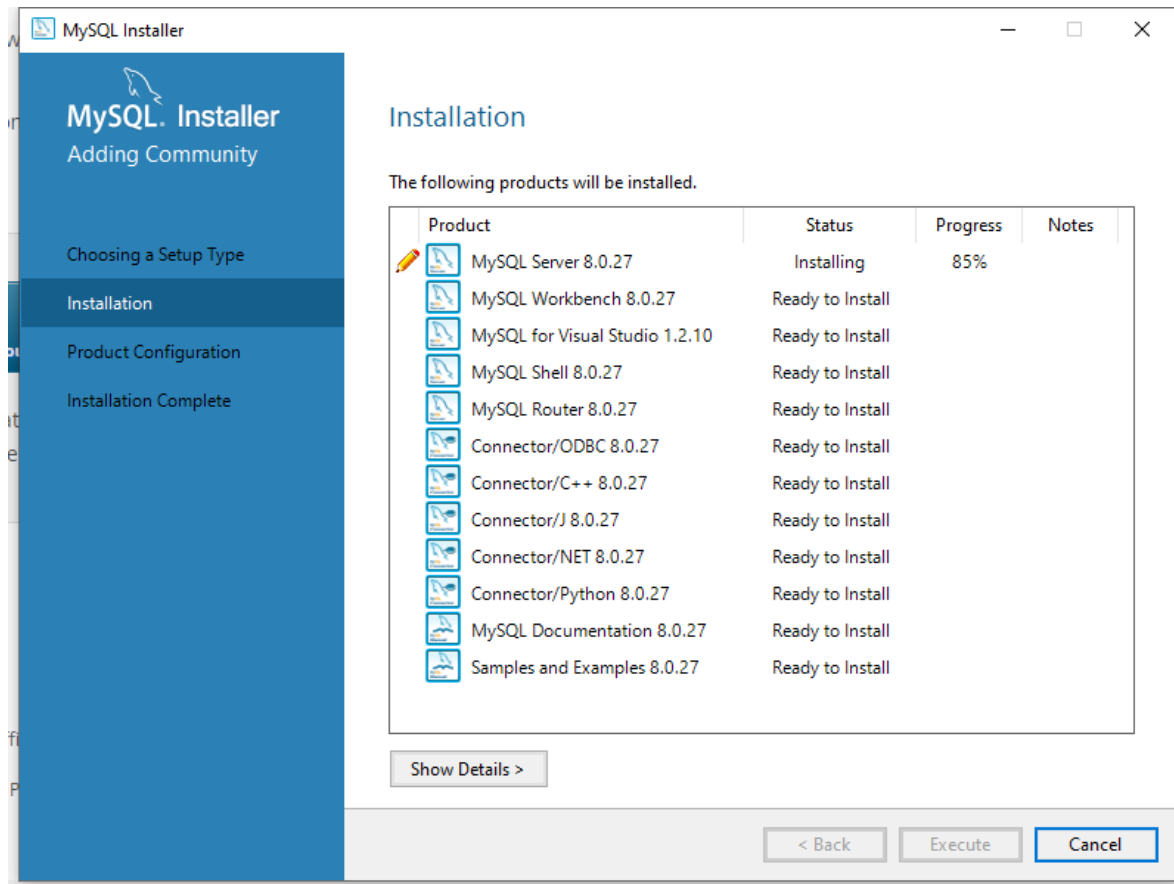 MySQL Installer
MySQL. Installer
Adding Community
Choosing a Setup Type
Installation
Product Configuration
Installation Complete
Installation
The following products will be installed.
Product Status Progress Notes
MySQL Server 8.0.27 Installing 85%
MySQL Workbench 8.0.27 Ready to Install
MySQL for Visual Studio 1.2.10 Ready to Install
MySQL Shell 8.0.27 Ready to Install
MySQL Router 8.0.27 Ready to Install
Connector/ODBC 8.0.27 Ready to Install
Connector/C++ 8.0.27 Ready to Install
Connector/J 8.0.27 Ready to Install
Connector/NET 8.0.27 Ready to Install
Connector/Python 8.0.27 Ready to Install
MySQL Documentation 8.0.27 Ready to Install
Samples and Examples 8.0.27 Ready to Install
Show Details >
< Back Execute Cancel